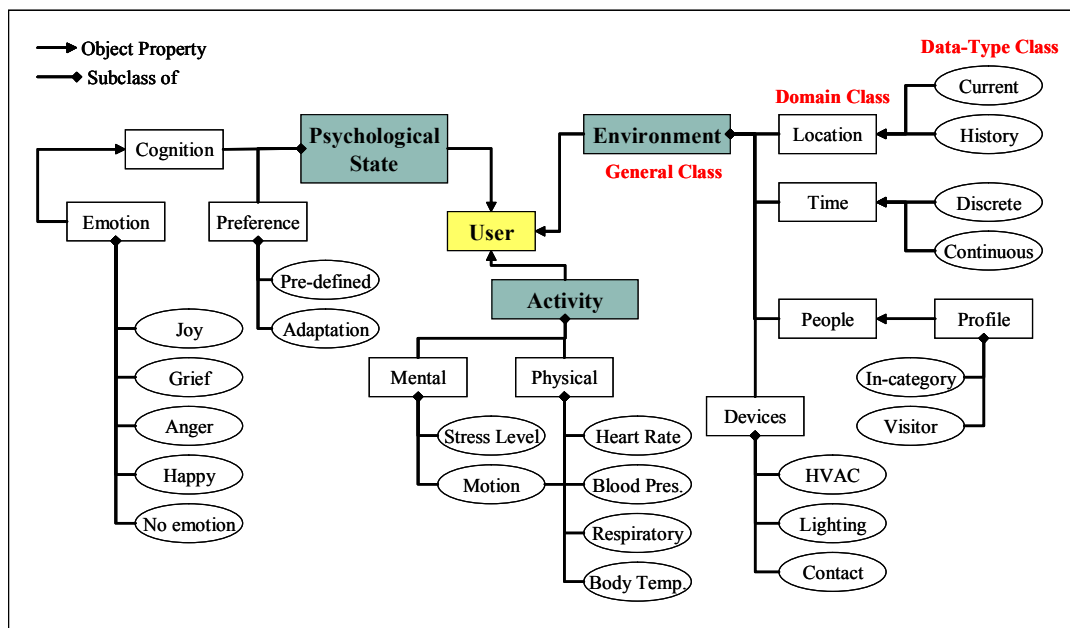 Object Property
Subclass of
Data-Type Class
Domain Class
General Class
Current
History
Location
Environment
Psychological
State
Cognition
Time
Discrete
Continuous
Emotion
Preference
User
Pre-defined
Adaptation
Activity
People
Profile
Joy
Grief
Anger
Happy
No emotion
Mental
Physical
Stress Level
Motion
Heart Rate
Blood Pres.
Respiratory
Body Temp.
Devices
In-category
Visitor
HVAC
Lighting
Contact